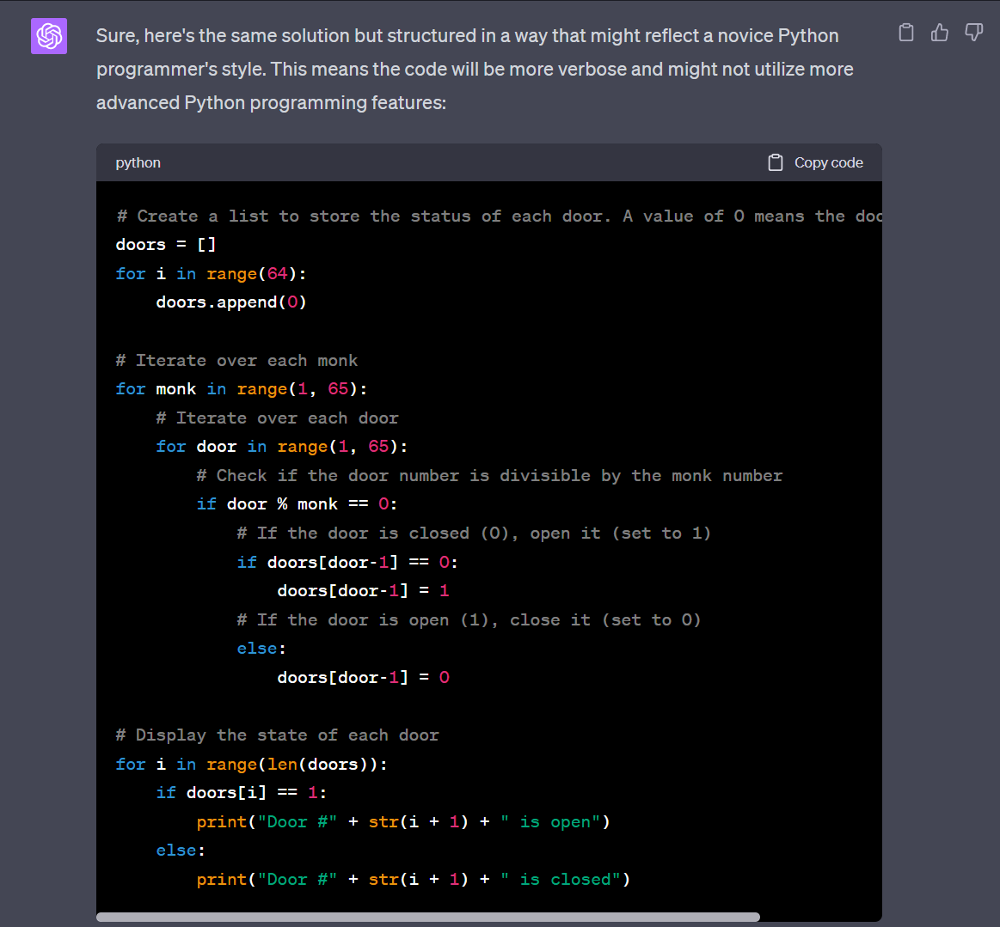 Sure, here's the same solution but structured in a way that might reflect a novice Python
programmer's style. This means the code will be more verbose and might not utilize more
advanced Python programming features:
python
Copy code
# Create a list to store the status of each door. A value of 0 means the doo
doors = []
for i in range(64):
    doors.append(0)

# Iterate over each monk
for monk in range(1, 65):
    # Iterate over each door
    for door in range(1, 65):
        # Check if the door number is divisible by the monk number
        if door % monk == 0:
            # If the door is closed (0), open it (set to 1)
            if doors[door-1] == 0:
                doors[door-1] = 1
            # If the door is open (1), close it (set to 0)
            else:
                doors[door-1] = 0

# Display the state of each door
for i in range(len(doors)):
    if doors[i] == 1:
        print("Door #" + str(i + 1) + " is open")
    else:
        print("Door #" + str(i + 1) + " is closed")